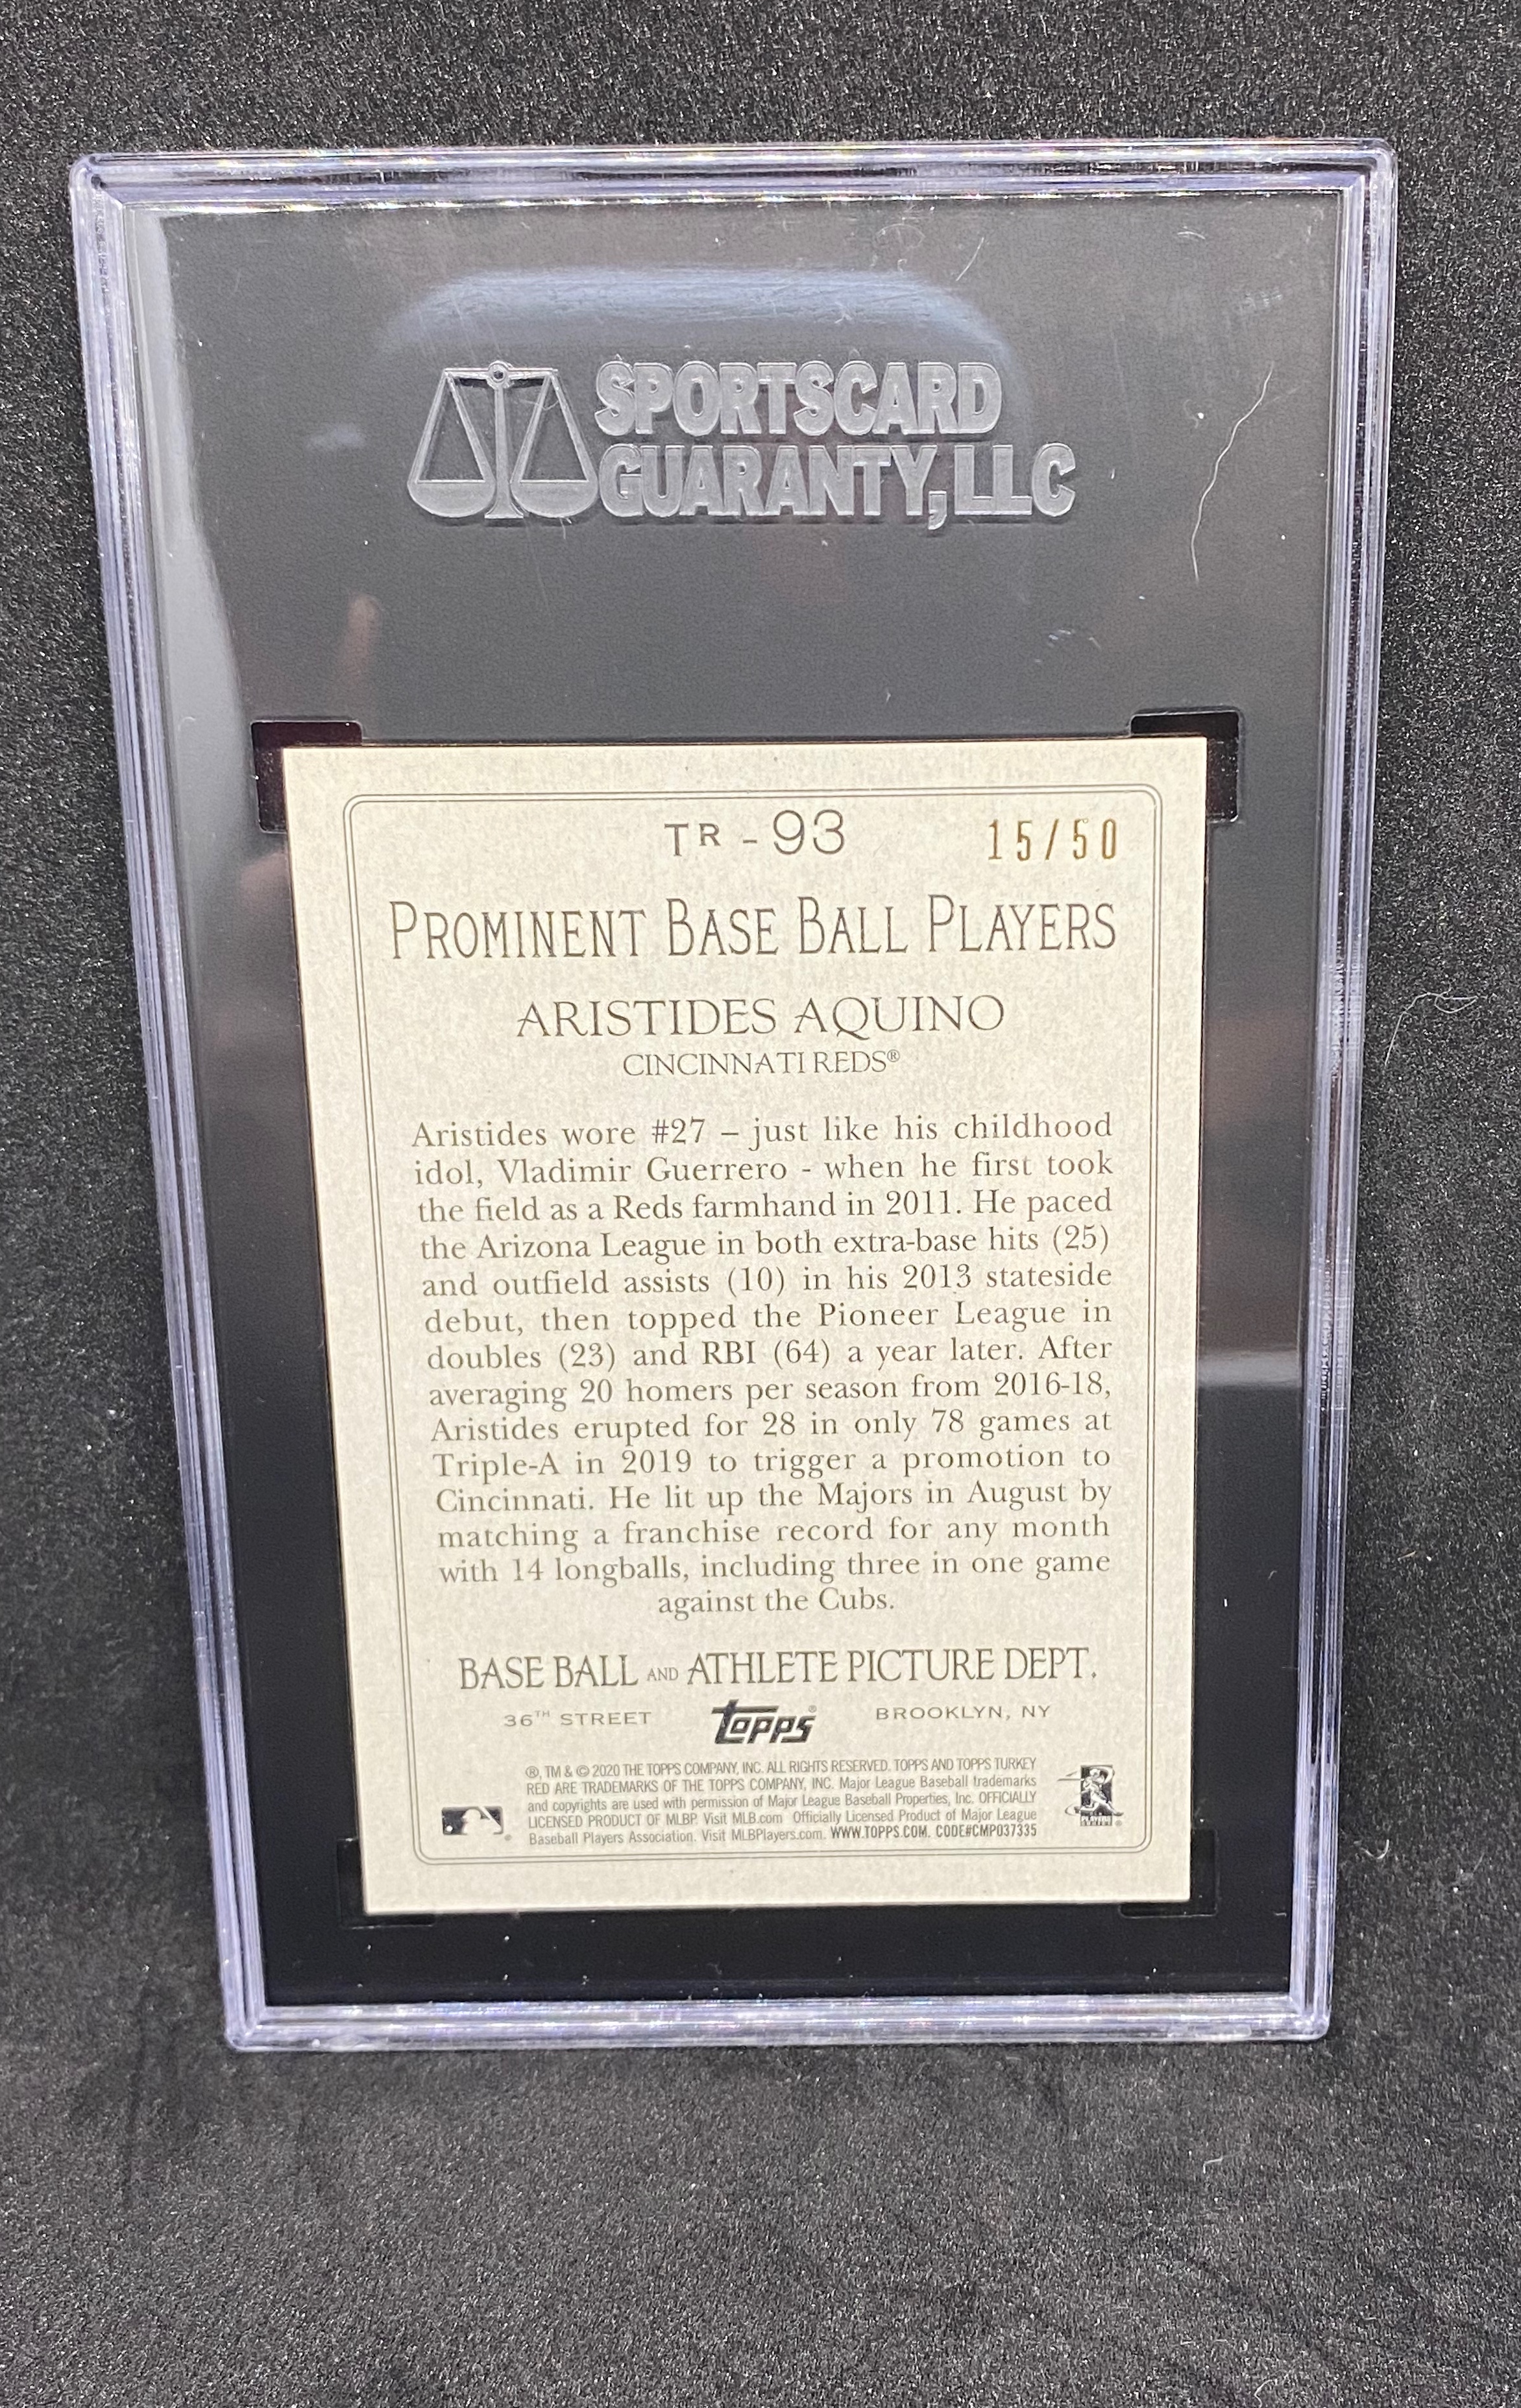 SPORTSCARD
GUARANTY, LLC
TR - 93
15/50
PROMINENT BASE BALL PLAYERS
ARISTIDES AQUINO
CINCINNATI REDS®
Aristides wore #27 – just like his childhood
idol, Vladimir Guerrero - when he first took
the field as a Reds farmhand in 2011. He paced
the Arizona League in both extra-base hits (25)
and outfield assists (10) in his 2013 stateside
debut, then topped the Pioneer League in
doubles (23) and RBI (64) a year later. After
averaging 20 homers per season from 2016-18,
Aristides erupted for 28 in only 78 games at
Triple-A in 2019 to trigger a promotion to
Cincinnati. He lit up the Majors in August by
matching a franchise record for any month
with 14 longballs, including three in one game
against the Cubs.
BASE BALL AND ATHLETE PICTURE DEPT.
36TH STREET topps® BROOKLYN, NY
®, TM & © 2020 THE TOPPS COMPANY, INC. ALL RIGHTS RESERVED. TOPPS AND TOPPS TURKEY
RED ARE TRADEMARKS OF THE TOPPS COMPANY, INC. Major League Baseball trademarks
and copyrights are used with permission of Major League Baseball Properties, Inc. OFFICIALLY
LICENSED PRODUCT OF MLBP. Visit MLB.com Officially Licensed Product of Major League
Baseball Players Association. Visit MLBPlayers.com. WWW.TOPPS.COM. CODE#CMP037335